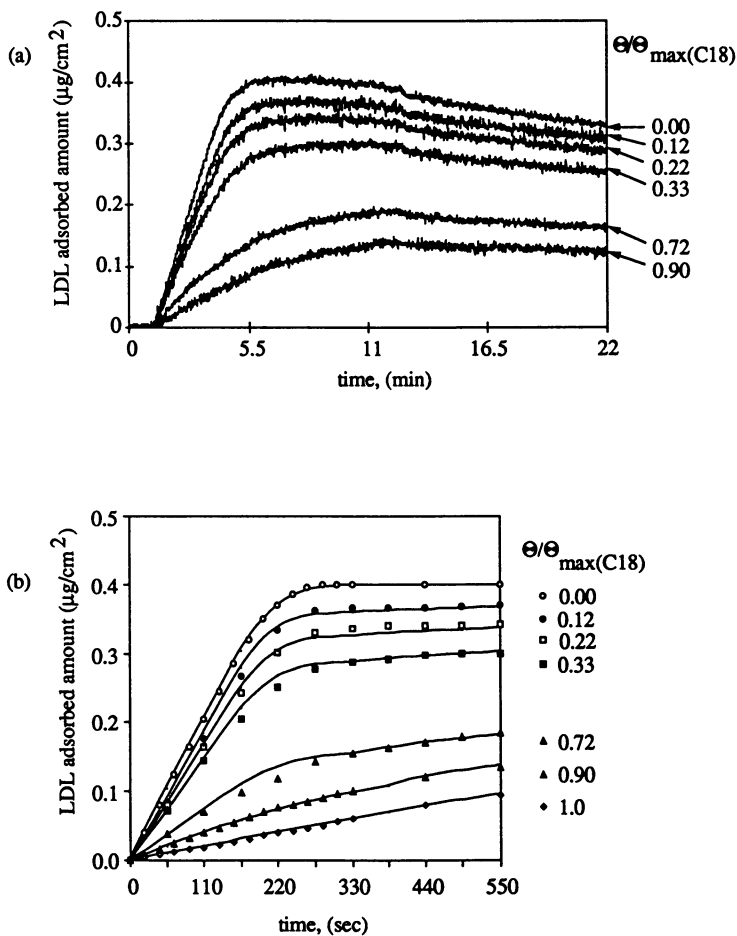 (a)
LDL adsorbed amount (μg/cm²)
0.5
0.4
0.3
0.2
0.1
0
0 5.5 11 16.5 22
time, (min)
Θ/Θ max(C18)
0.00
0.12
0.22
0.33
0.72
0.90
(b)
LDL adsorbed amount (μg/cm²)
0.5
0.4
0.3
0.2
0.1
0.0
0 110 220 330 440 550
time, (sec)
Θ/Θ max(C18)
0.00
0.12
0.22
0.33
0.72
0.90
1.0